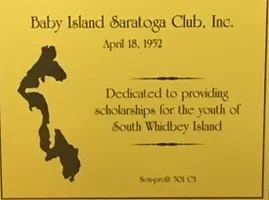 Baby Island Saratoga Club, Inc.
April 18, 1952
Dedicated to providing
scholarships for the youth of
South Whidbey Island
Non-profit 501 C3